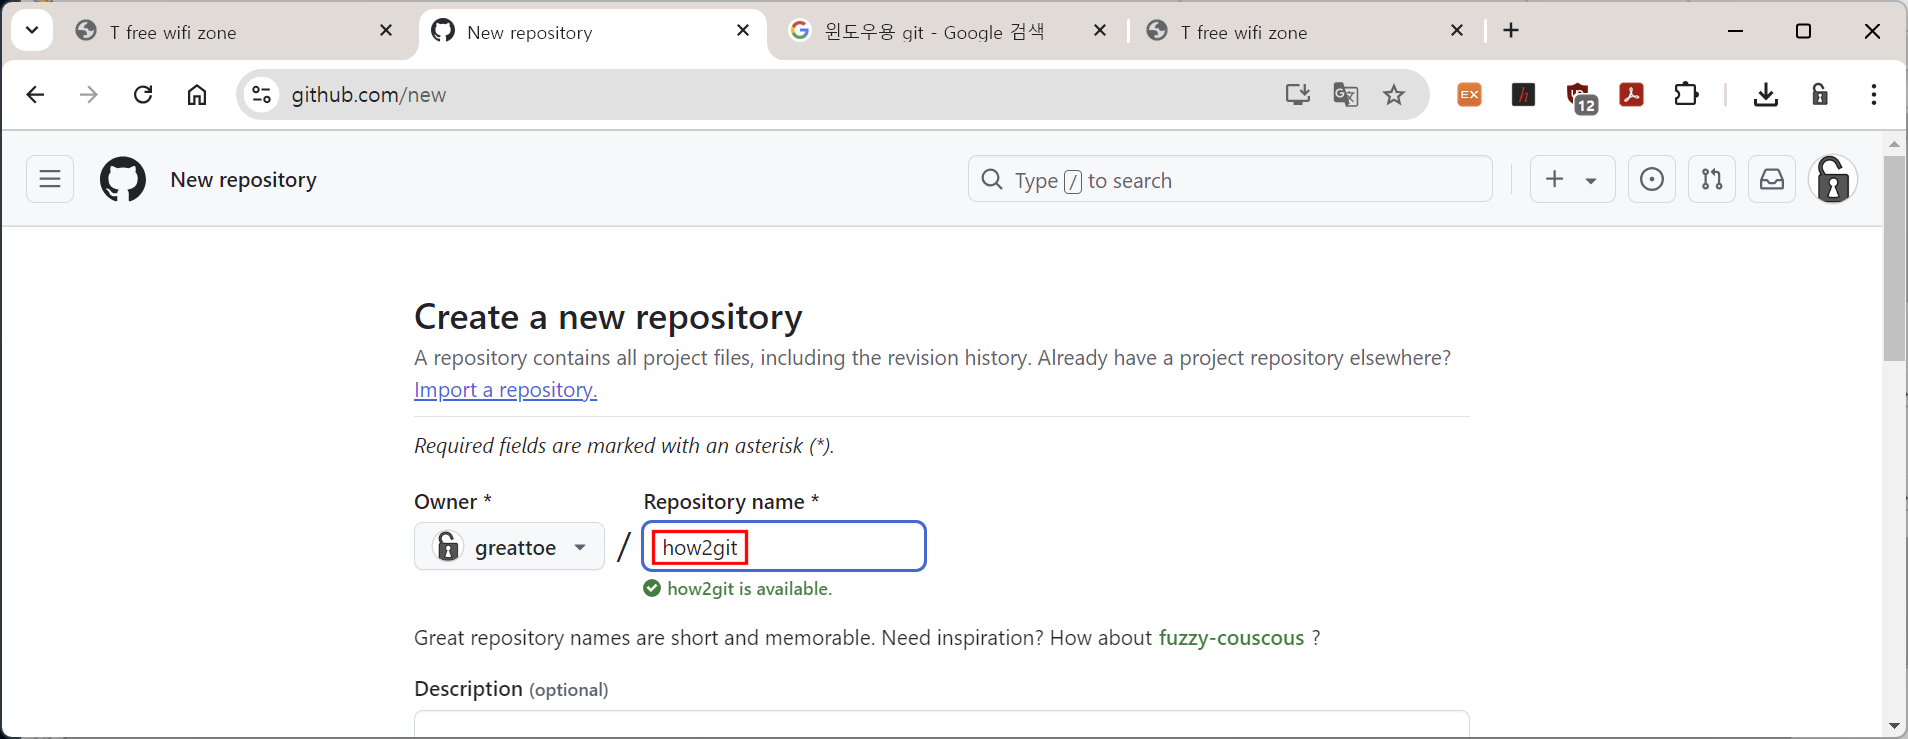 T free wifi zone
New repository
윈도우용 git - Google 검색
T free wifi zone
github.com/new
EX
h
12
New repository
Type / to search
Create a new repository
A repository contains all project files, including the revision history. Already have a project repository elsewhere?
Import a repository.
Required fields are marked with an asterisk (*).
Owner *
Repository name *
greattoe
/
how2git
how2git is available.
Great repository names are short and memorable. Need inspiration? How about fuzzy-couscous ?
Description (optional)